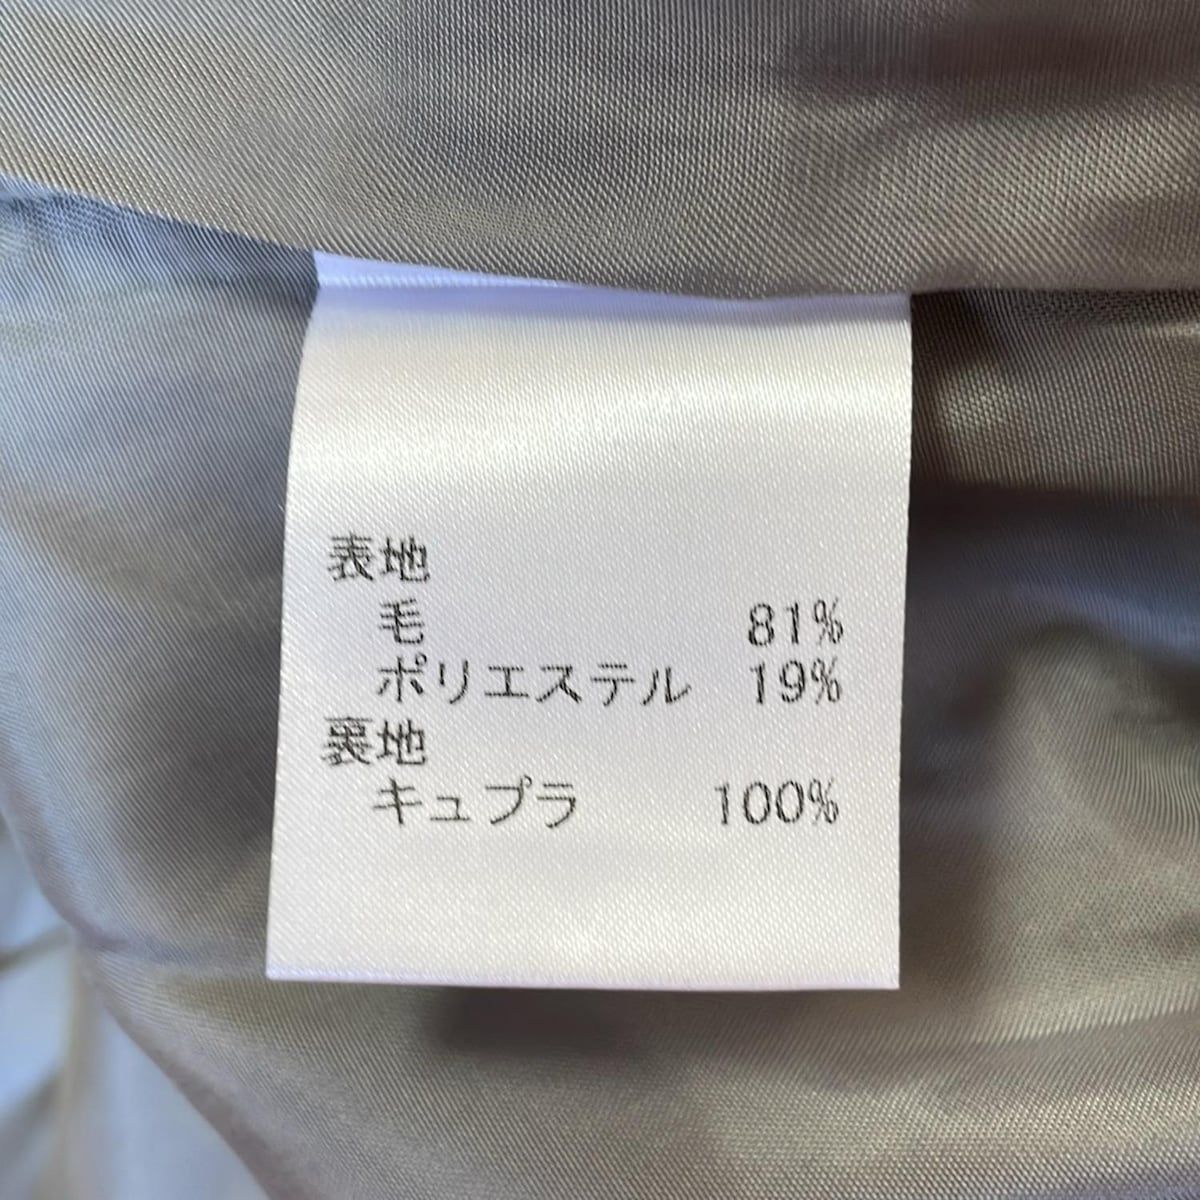 表地
毛 81%
ポリエステル 19%
裏地
キュプラ 100%